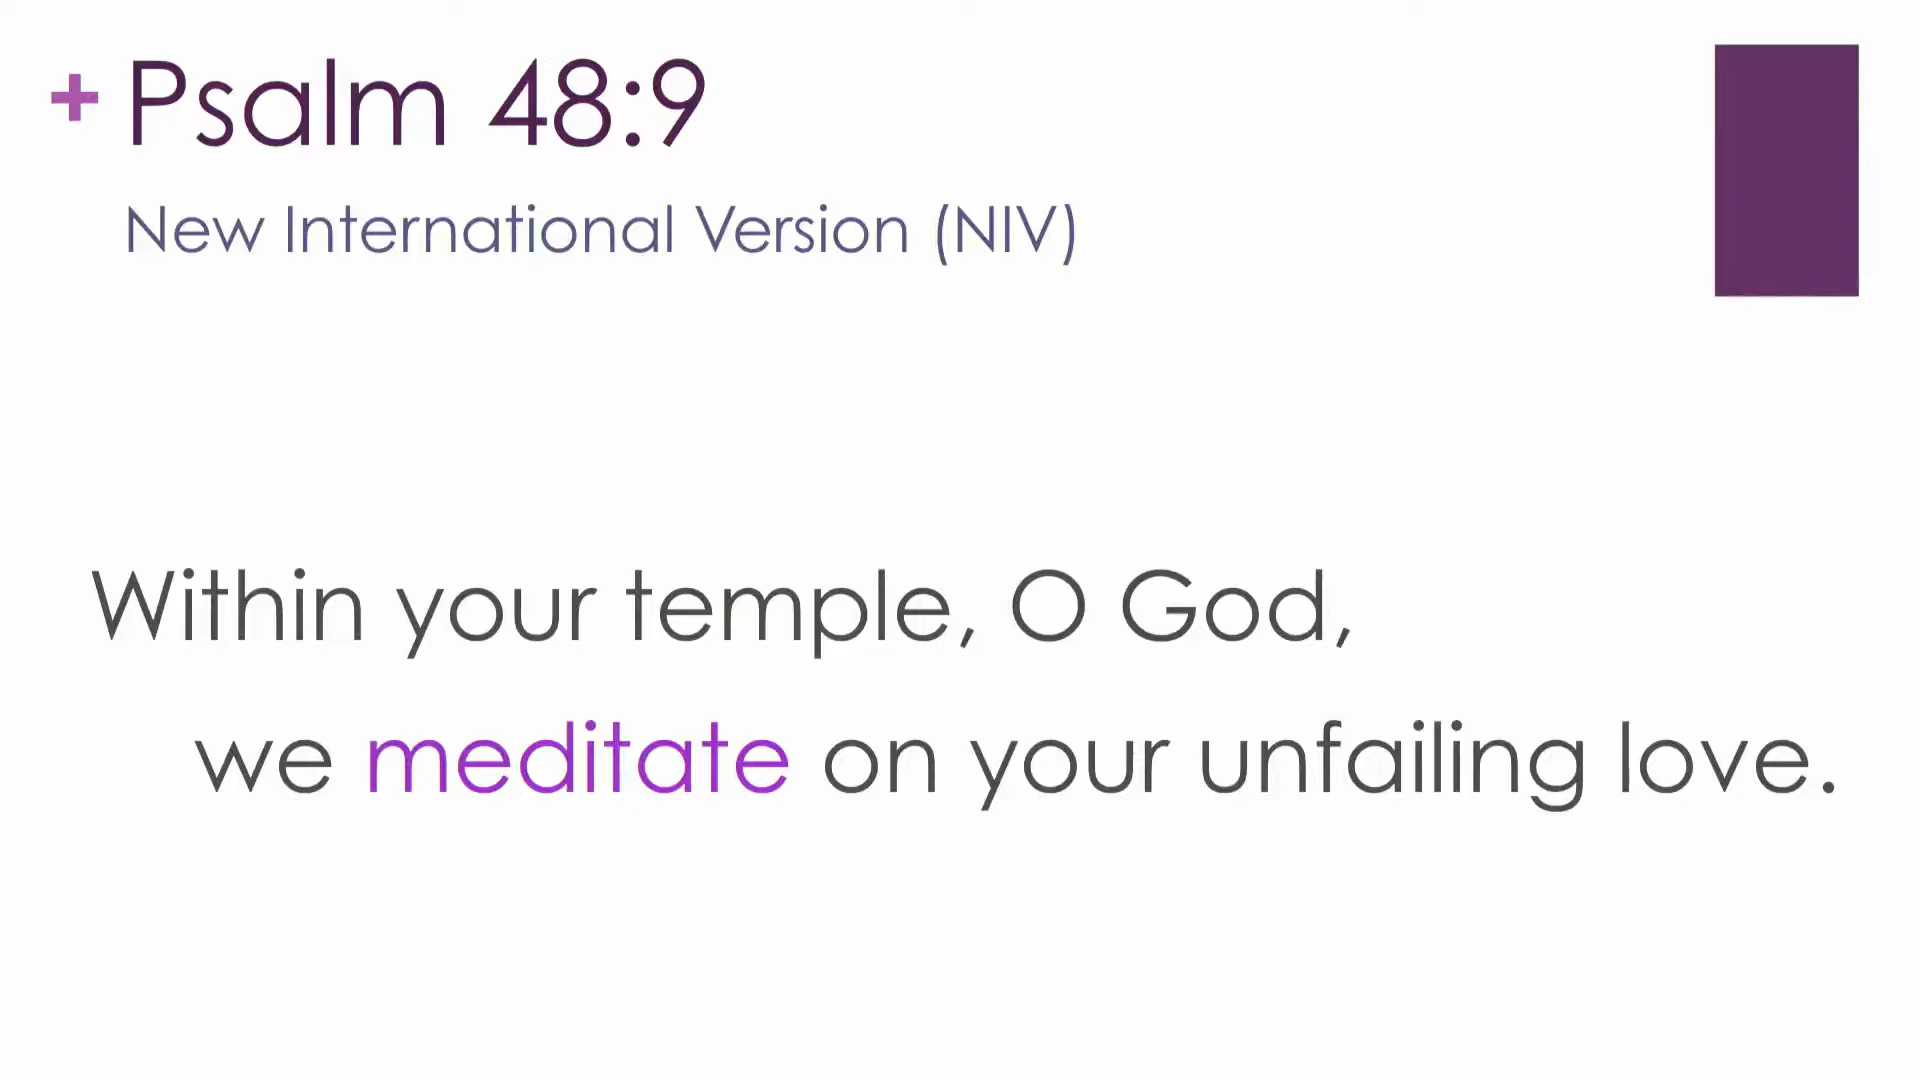 + Psalm 48:9
New International Version (NIV)
Within your temple, O God,
we meditate on your unfailing love.